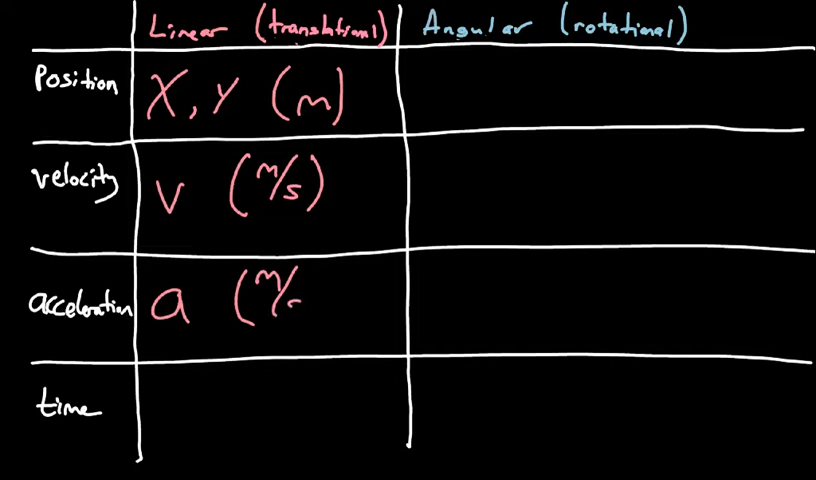 Linear (translational) Angular (rotational)
Position X, Y (m)
velocity v (m/s)
acceleration a (m/
time